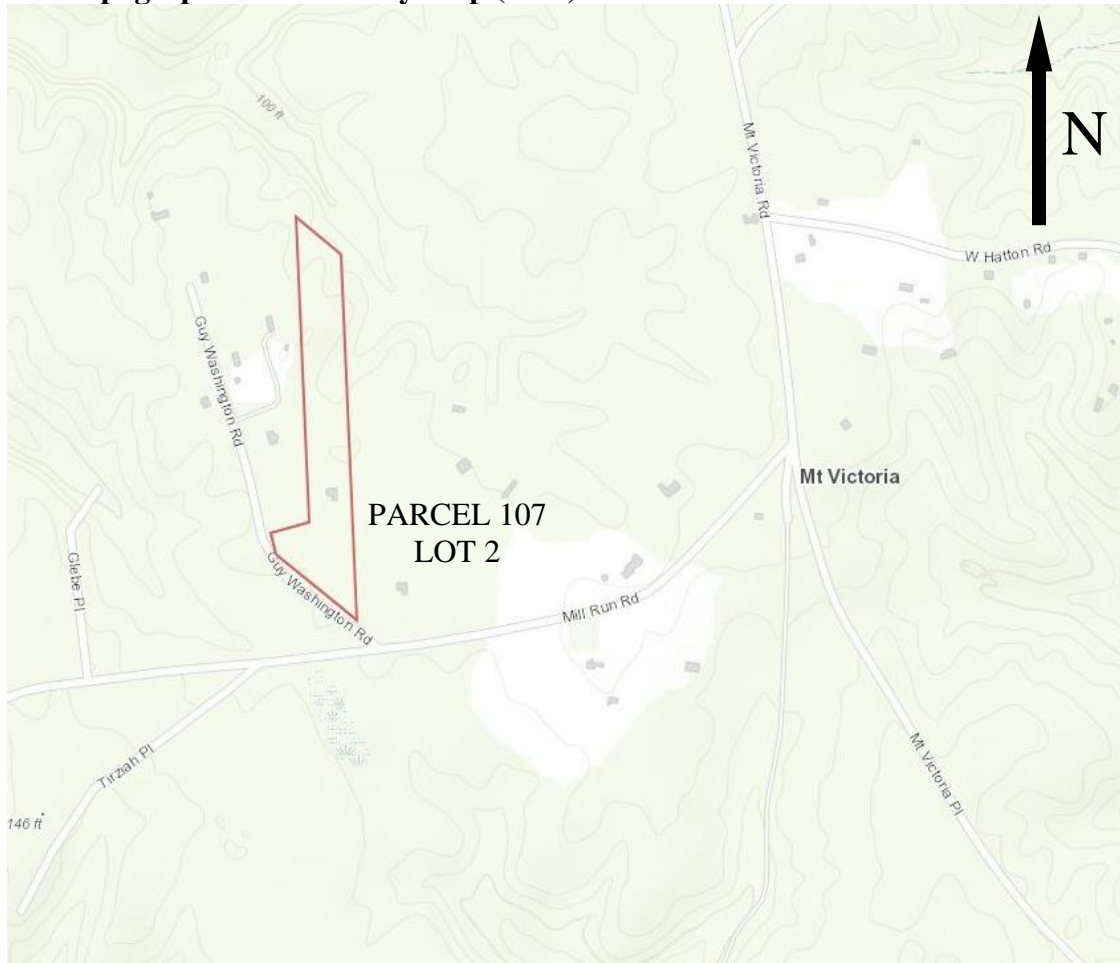 100 ft
N
Mt Victoria Rd
W Hatton Rd
Guy Washington Rd
Mt Victoria
PARCEL 107
LOT 2
Glebe Pl
Guy Washington Rd
Mill Run Rd
Tirziah Pl
Mt Victoria Pl
146 ft